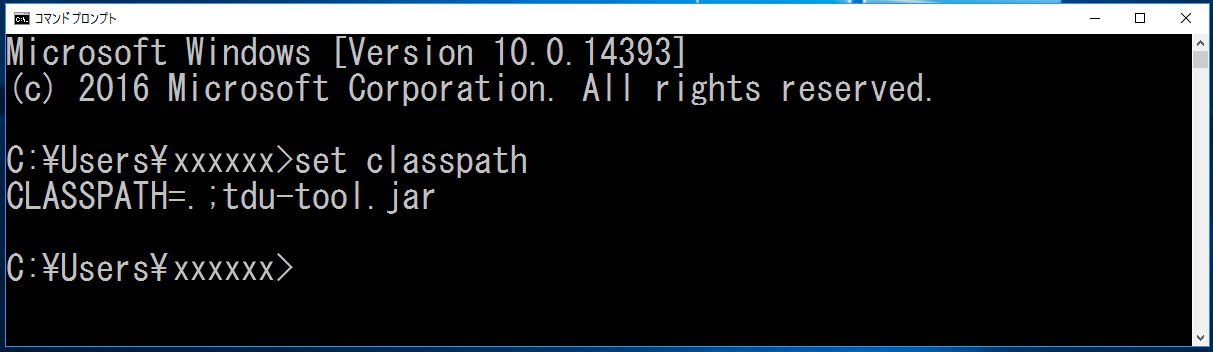 コマンドプロンプト
Microsoft Windows [Version 10.0.14393]
(c) 2016 Microsoft Corporation. All rights reserved.
C:¥Users¥xxxxxx>set classpath
CLASSPATH=.;tdu-tool.jar
C:¥Users¥xxxxxx>